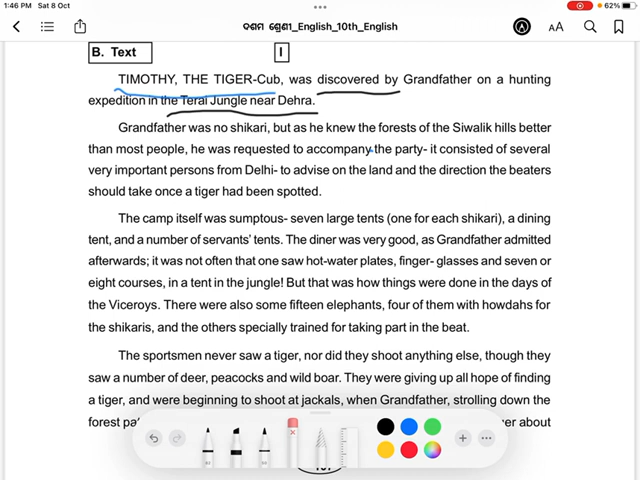 1:46 PM Sat 8 Oct
62%
ଦଶମ ଶ୍ରେଣୀ_English_10th_English
AA
B. Text
I
TIMOTHY, THE TIGER-Cub, was discovered by Grandfather on a hunting
expedition in the Terai Jungle near Dehra.
Grandfather was no shikari, but as he knew the forests of the Siwalik hills better
than most people, he was requested to accompany the party- it consisted of several
very important persons from Delhi- to advise on the land and the direction the beaters
should take once a tiger had been spotted.
The camp itself was sumptous- seven large tents (one for each shikari), a dining
tent, and a number of servants' tents. The diner was very good, as Grandfather admitted
afterwards; it was not often that one saw hot-water plates, finger- glasses and seven or
eight courses, in a tent in the jungle! But that was how things were done in the days of
the Viceroys. There were also some fifteen elephants, four of them with howdahs for
the shikaris, and the others specially trained for taking part in the beat.
The sportsmen never saw a tiger, nor did they shoot anything else, though they
saw a number of deer, peacocks and wild boar. They were giving up all hope of finding
a tiger, and were beginning to shoot at jackals, when Grandfather, strolling down the
forest about